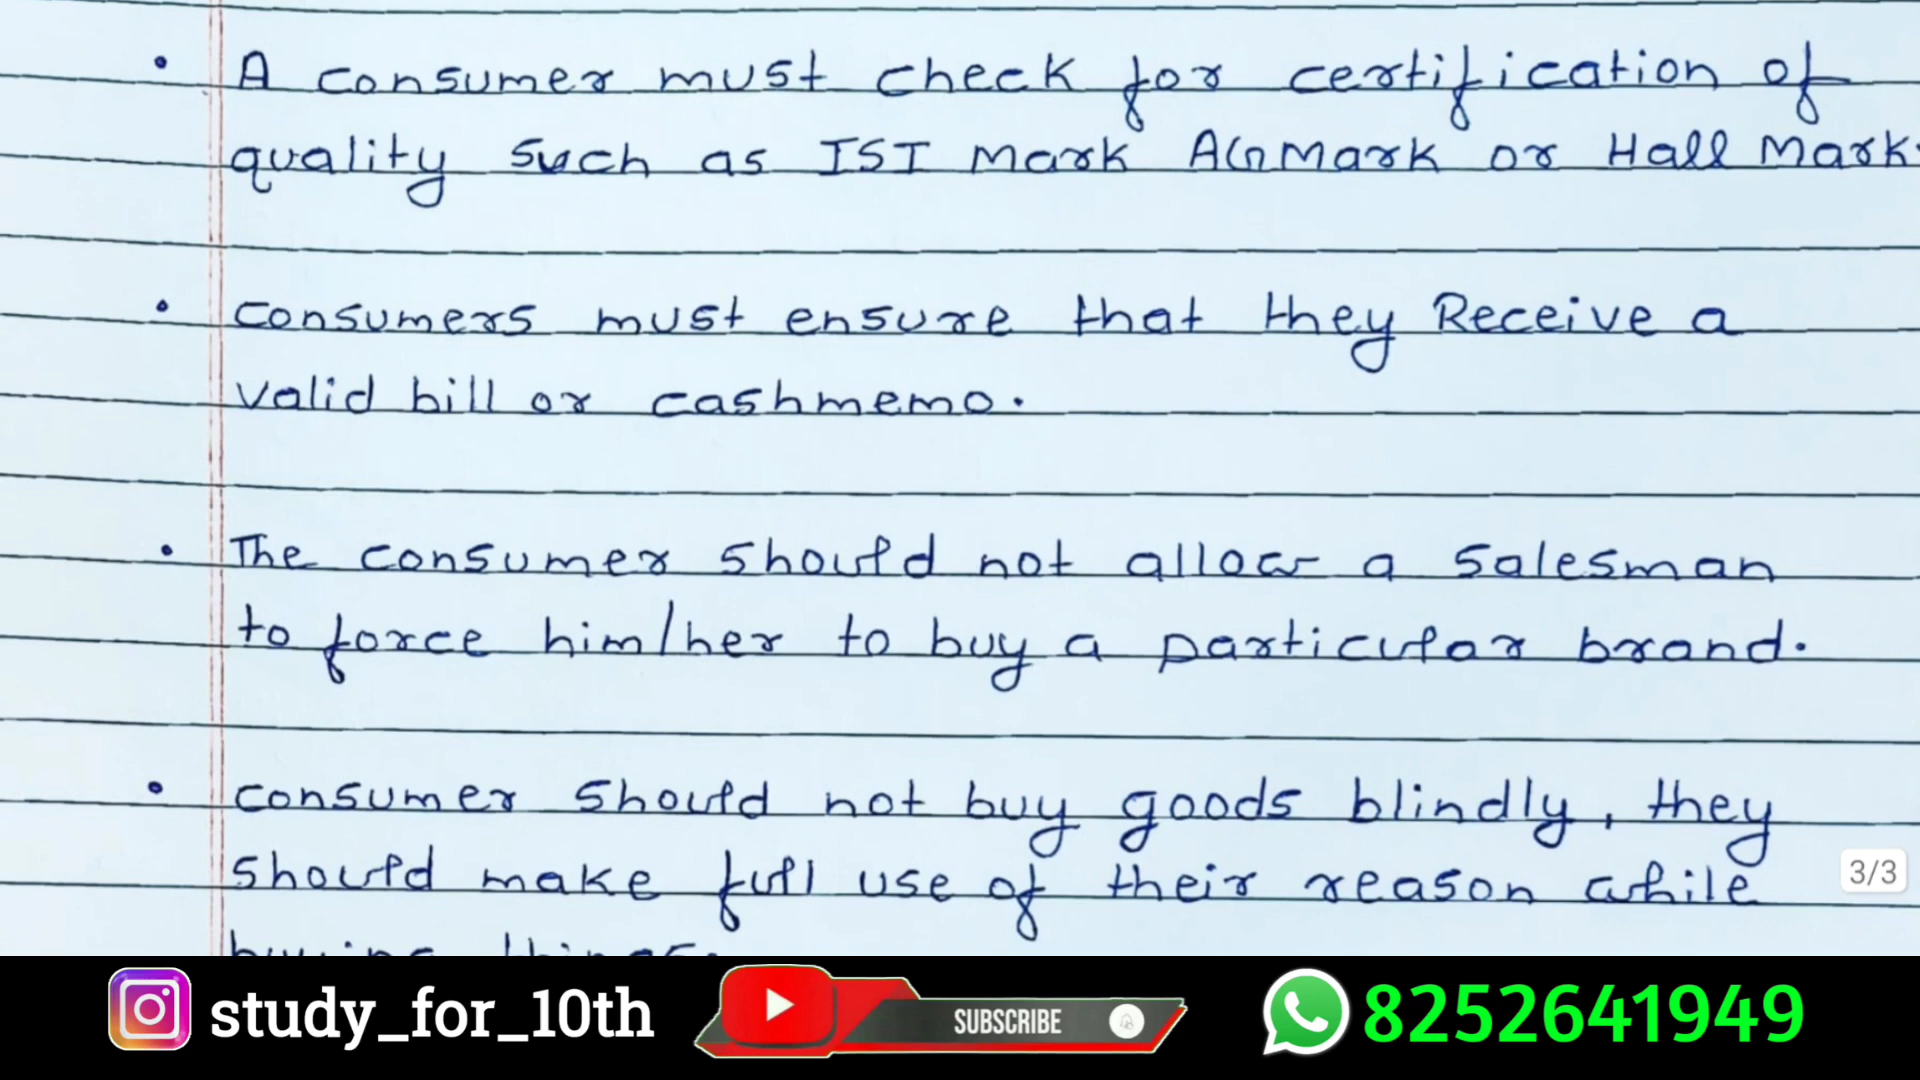 • A consumer must check for certification of
quality such as ISI Mark AGMark or Hall Mark.
• consumers must ensure that they Receive a
valid bill or cashmemo.
• The consumer should not allow a salesman
to force him/her to buy a particular brand.
• consumer should not buy goods blindly, they
should make full use of their reason while
buying things.
3/3
study_for_10th
SUBSCRIBE
8252641949